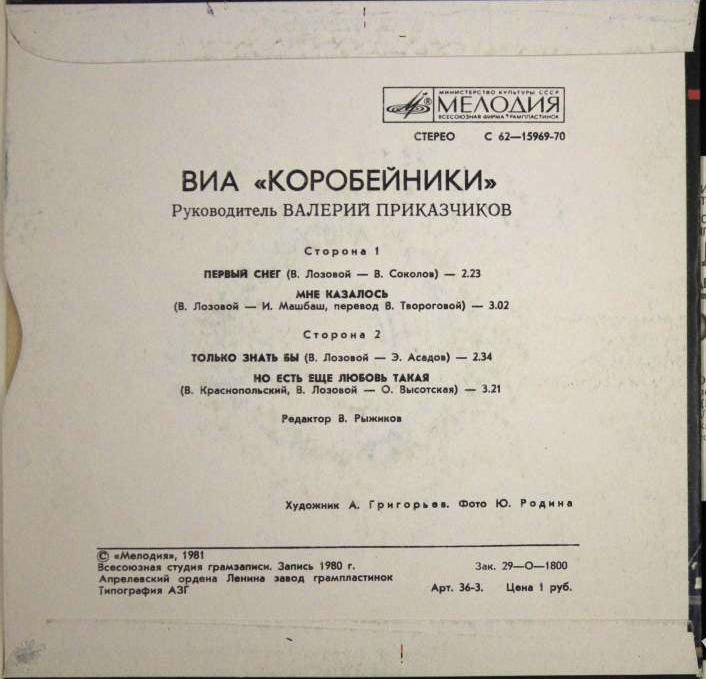 МИНИСТЕРСТВО КУЛЬТУРЫ СССР
МЕЛОДИЯ
ВСЕСОЮЗНАЯ ФИРМА ГРАМПЛАСТИНОК
СТЕРЕО С 62—15969-70
ВИА «КОРОБЕЙНИКИ»
Руководитель ВАЛЕРИЙ ПРИКАЗЧИКОВ
Сторона 1
ПЕРВЫЙ СНЕГ (В. Лозовой — В. Соколов) — 2.23
МНЕ КАЗАЛОСЬ
(В. Лозовой — И. Машбаш, перевод В. Твороговой) — 3.02
Сторона 2
ТОЛЬКО ЗНАТЬ БЫ (В. Лозовой — Э. Асадов) — 2.34
НО ЕСТЬ ЕЩЕ ЛЮБОВЬ ТАКАЯ
(В. Краснопольский, В. Лозовой — О. Высотская) — 3.21
Редактор В. Рыжиков
Художник А. Григорьев. Фото Ю. Родина
© «Мелодия», 1981
Всесоюзная студия грамзаписи. Запись 1980 г. Зак. 29—О—1800
Апрелевский ордена Ленина завод грампластинок
Типография АЗГ Арт. 36-3. Цена 1 руб.